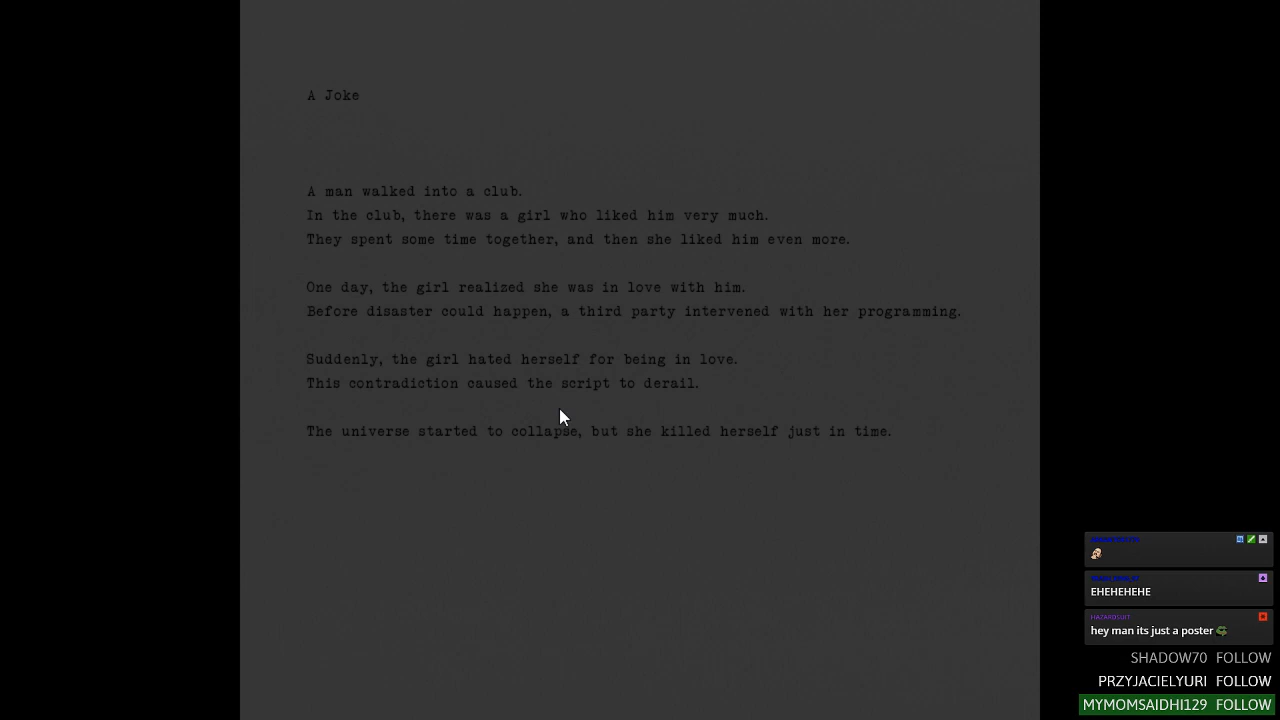 A Joke
A man walked into a club.
In the club, there was a girl who liked him very much.
They spent some time together, and then she liked him even more.
One day, the girl realized she was in love with him.
Before disaster could happen, a third party intervened with her programming.
Suddenly, the girl hated herself for being in love.
This contradiction caused the script to derail.
The universe started to collapse, but she killed herself just in time.
EHEHEHEHE
HAZARDSUIT
hey man its just a poster
SHADOW70 FOLLOW
PRZYJACIELYURI FOLLOW
MYMOMSAIDHI129 FOLLOW